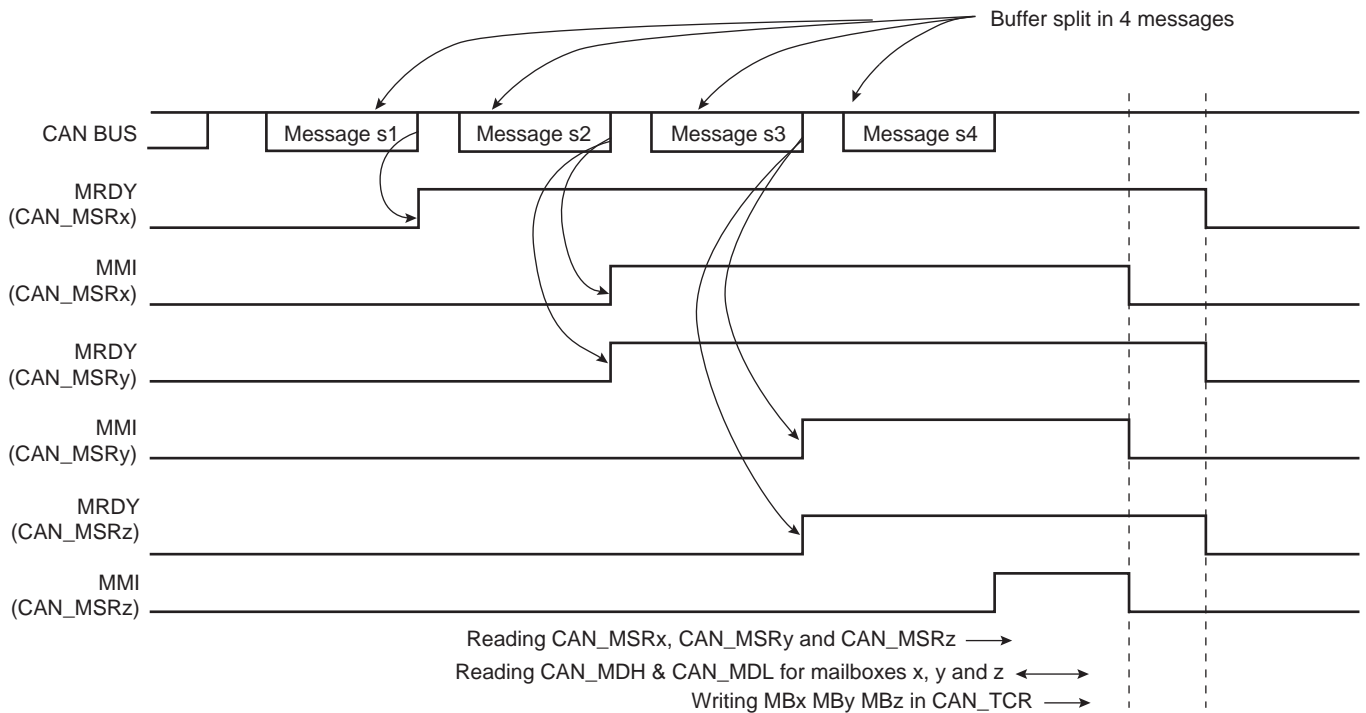 Buffer split in 4 messages
CAN BUS
Message s1
Message s2
Message s3
Message s4
MRDY
(CAN_MSRx)
MMI
(CAN_MSRx)
MRDY
(CAN_MSRy)
MMI
(CAN_MSRy)
MRDY
(CAN_MSRz)
MMI
(CAN_MSRz)
Reading CAN_MSRx, CAN_MSRy and CAN_MSRz
Reading CAN_MDH & CAN_MDL for mailboxes x, y and z
Writing MBx MBy MBz in CAN_TCR